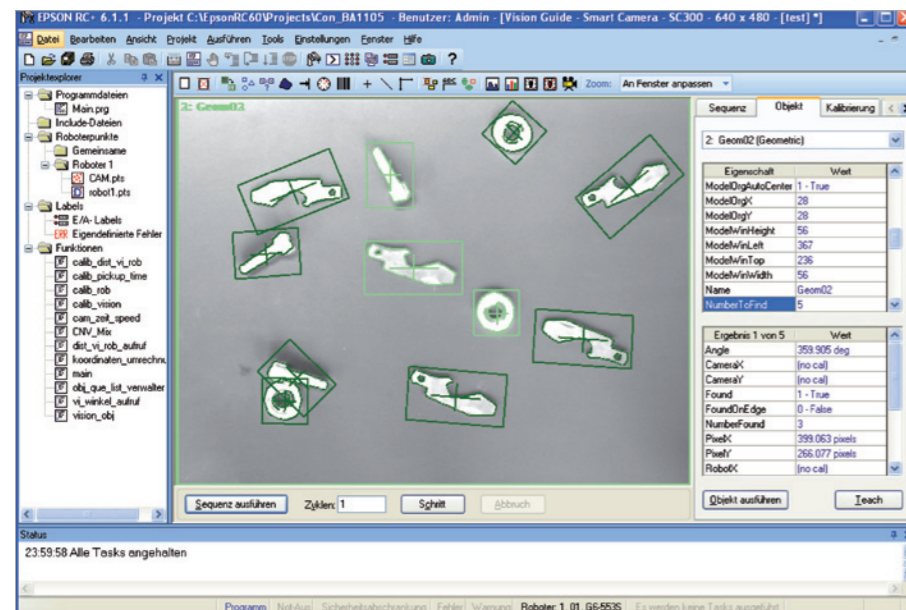 EPSON RC+ 6.1.1 - Projekt C:\EpsonRC60\Projects\Con_BA1105 - Benutzer: Admin - [Vision Guide - Smart Camera - SC300 - 640 x 480 - [test] *]
Datei Bearbeiten Ansicht Projekt Ausführen Tools Einstellungen Fenster Hilfe
Projektexplorer
Programmdateien
Main.prg
Include-Dateien
Roboterpunkte
Gemeinsame
Roboter 1
CAM.pts
robot1.pts
Labels
E/A- Labels
Eigendefinierte Fehler
Funktionen
calib_dist_vi_rob
calib_pickup_time
calib_rob
calib_vision
cam_zeit_speed
CNV_Mix
dist_vi_rob_aufruf
koordinaten_umrechnu
main
obj_que_list_verwalter
vi_winkel_aufruf
vision_obj
Zoom: An Fenster anpassen
2: Geom02
Sequenz ausführen Zyklen: 1 Schritt Abbruch
Sequenz Objekt Kalibrierung
2: Geom02 (Geometric)
Eigenschaft Wert
ModelOrgAutoCenter 1 - True
ModelOrgX 28
ModelOrgY 28
ModelWinHeight 56
ModelWinLeft 367
ModelWinTop 236
ModelWinWidth 56
Name Geom02
NumberToFind 5
Ergebnis 1 von 5 Wert
Angle 359.905 deg
CameraX (no cal)
CameraY (no cal)
Found 1 - True
FoundOnEdge 0 - False
NumberFound 3
PixelX 399.063 pixels
PixelY 266.077 pixels
RobotX (no cal)
Objekt ausführen Teach
Status
23:59:58 Alle Tasks angehalten
Programm Not-Aus Sicherheitsabschrankung Fehler Warnung Roboter: 1, 01, G6-553S Es werden keine Tasks ausgeführt